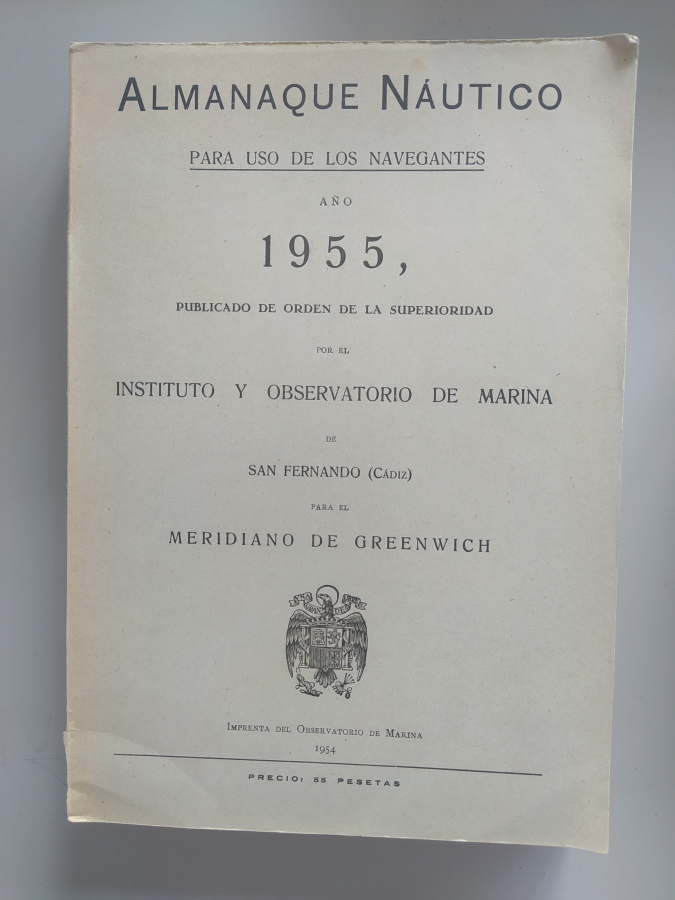 ALMANAQUE NÁUTICO
PARA USO DE LOS NAVEGANTES
AÑO
1955,
PUBLICADO DE ORDEN DE LA SUPERIORIDAD
POR EL
INSTITUTO Y OBSERVATORIO DE MARINA
DE
SAN FERNANDO (CÁDIZ)
PARA EL
MERIDIANO DE GREENWICH
IMPRENTA DEL OBSERVATORIO DE MARINA
1954
PRECIO: 55 PESETAS